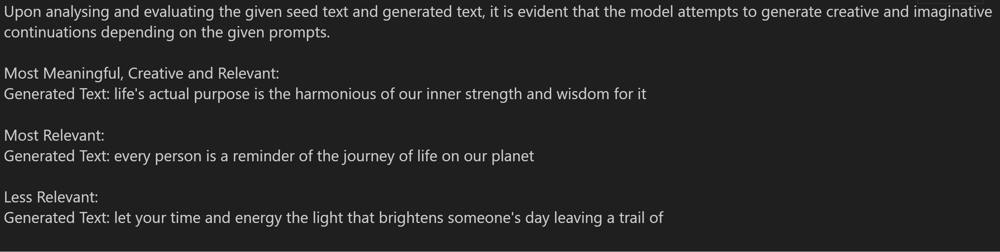 Upon analysing and evaluating the given seed text and generated text, it is evident that the model attempts to generate creative and imaginative
continuations depending on the given prompts.
Most Meaningful, Creative and Relevant:
Generated Text: life's actual purpose is the harmonious of our inner strength and wisdom for it
Most Relevant:
Generated Text: every person is a reminder of the journey of life on our planet
Less Relevant:
Generated Text: let your time and energy the light that brightens someone's day leaving a trail of